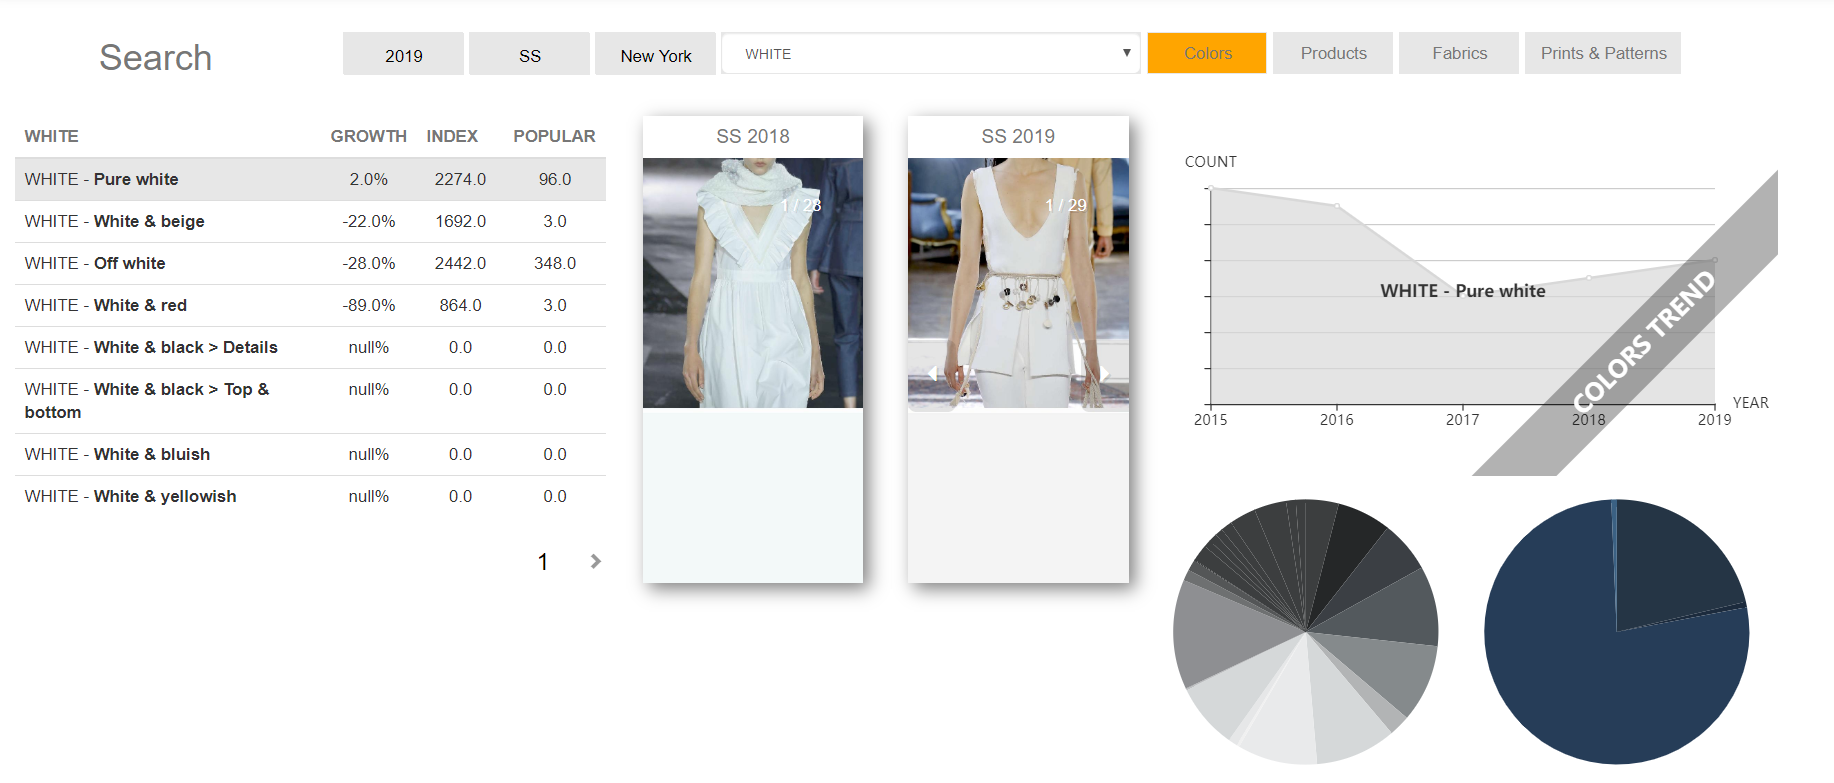 Search
2019
SS
New York
WHITE
Colors
Products
Fabrics
Prints & Patterns
WHITE GROWTH INDEX POPULAR
WHITE - Pure white 2.0% 2274.0 96.0
WHITE - White & beige -22.0% 1692.0 3.0
WHITE - Off white -28.0% 2442.0 348.0
WHITE - White & red -89.0% 864.0 3.0
WHITE - White & black > Details null% 0.0 0.0
WHITE - White & black > Top & null% 0.0 0.0
bottom
WHITE - White & bluish null% 0.0 0.0
WHITE - White & yellowish null% 0.0 0.0
1
SS 2018
1 / 23
SS 2019
1 / 29
COUNT
WHITE - Pure white
COLORS TREND
YEAR
2015 2016 2017 2018 2019